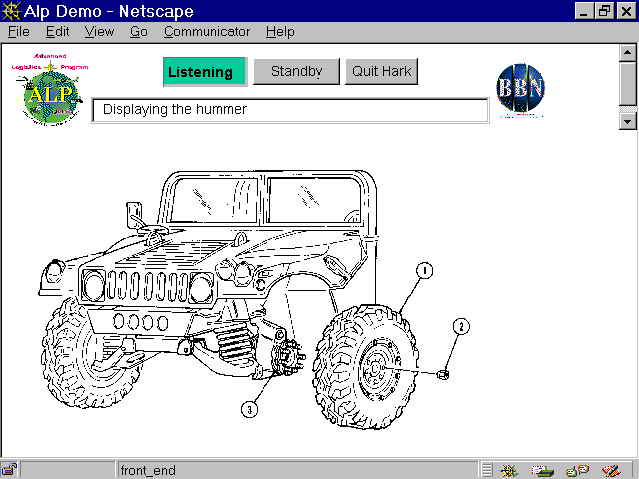 Alp Demo - Netscape
File Edit View Go Communicator Help
Advanced
Logistics Program
ALP
Listening Standby Quit Hark
BBN
Displaying the hummer
1
2
3
front_end